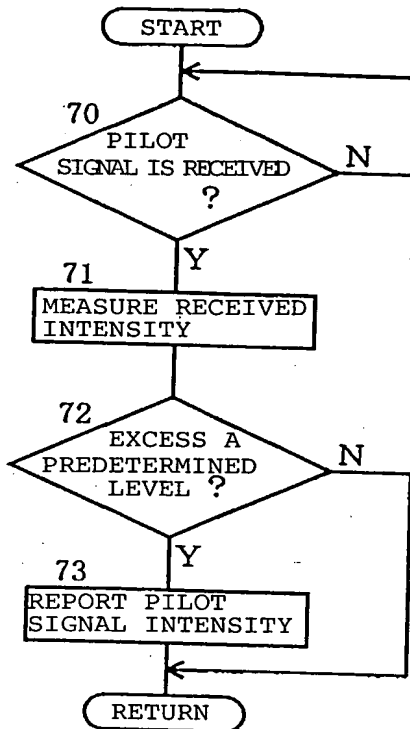 START
70
PILOT
SIGNAL IS RECEIVED
?
N
Y
71
MEASURE RECEIVED
INTENSITY
72
EXCESS A
PREDETERMINED
LEVEL ?
N
Y
73
REPORT PILOT
SIGNAL INTENSITY
RETURN